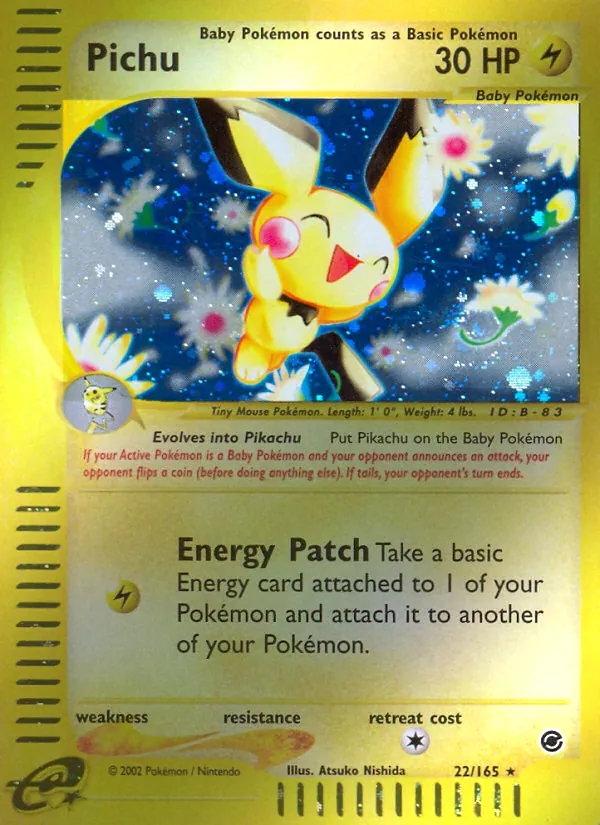 Baby Pokémon counts as a Basic Pokémon
Pichu 30 HP
Baby Pokémon
Tiny Mouse Pokémon. Length: 1' 0", Weight: 4 lbs. ID:B-83
Evolves into Pikachu Put Pikachu on the Baby Pokémon
If your Active Pokémon is a Baby Pokémon and your opponent announces an attack, your
opponent flips a coin (before doing anything else). If tails, your opponent's turn ends.
Energy Patch Take a basic
Energy card attached to 1 of your
Pokémon and attach it to another
of your Pokémon.
weakness resistance retreat cost
e
© 2002 Pokémon / Nintendo Illus. Atsuko Nishida 22/165 ★